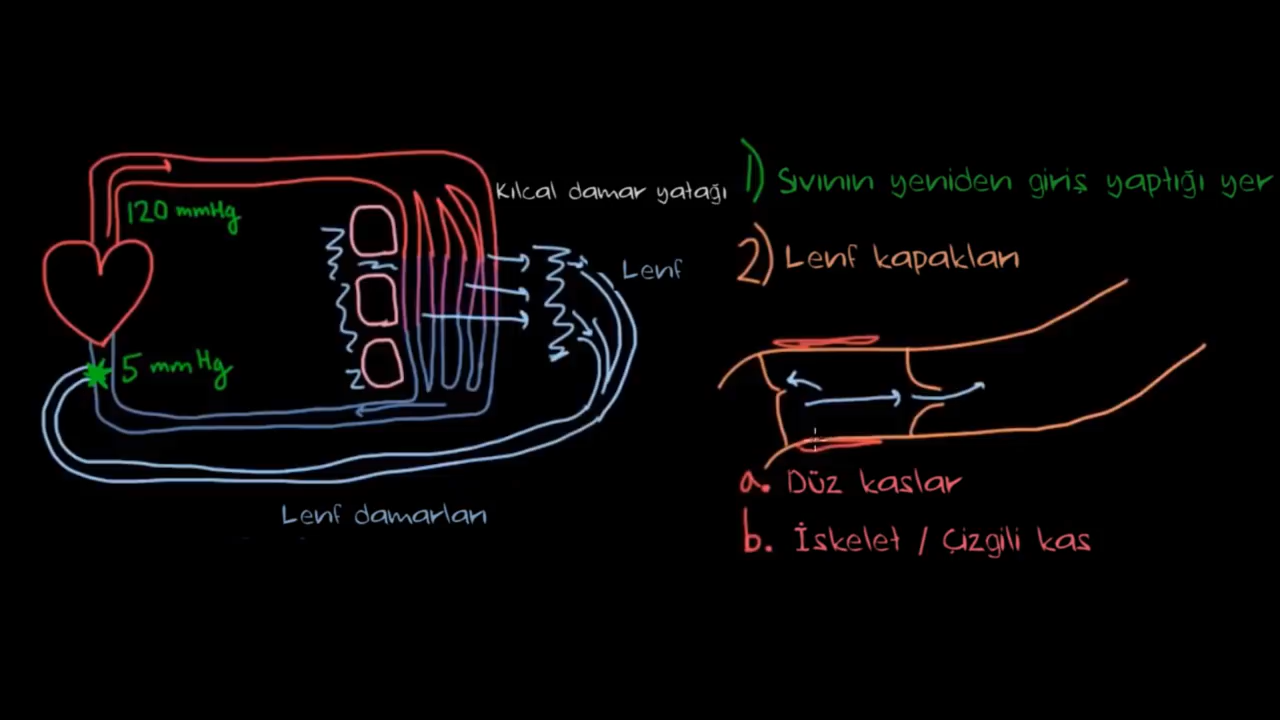 120 mmHg
Kılcal damar yatağı
Lenf
5 mmHg
Lenf damarları
1) Sıvının yeniden giriş yaptığı yer
2) Lenf kapakları
a. Düz kaslar
b. İskelet / Çizgili kas